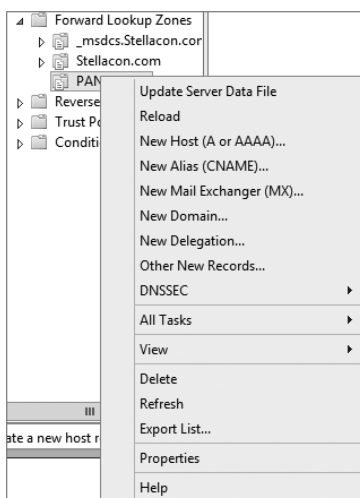 Forward Lookup Zones
_msdcs.Stellacon.cor
Stellacon.com
PAN
Reverse
Trust Po
Conditi
Update Server Data File
Reload
New Host (A or AAAA)...
New Alias (CNAME)...
New Mail Exchanger (MX)...
New Domain...
New Delegation...
Other New Records...
DNSSEC
All Tasks
View
Delete
Refresh
Export List...
Properties
Help
ate a new host r